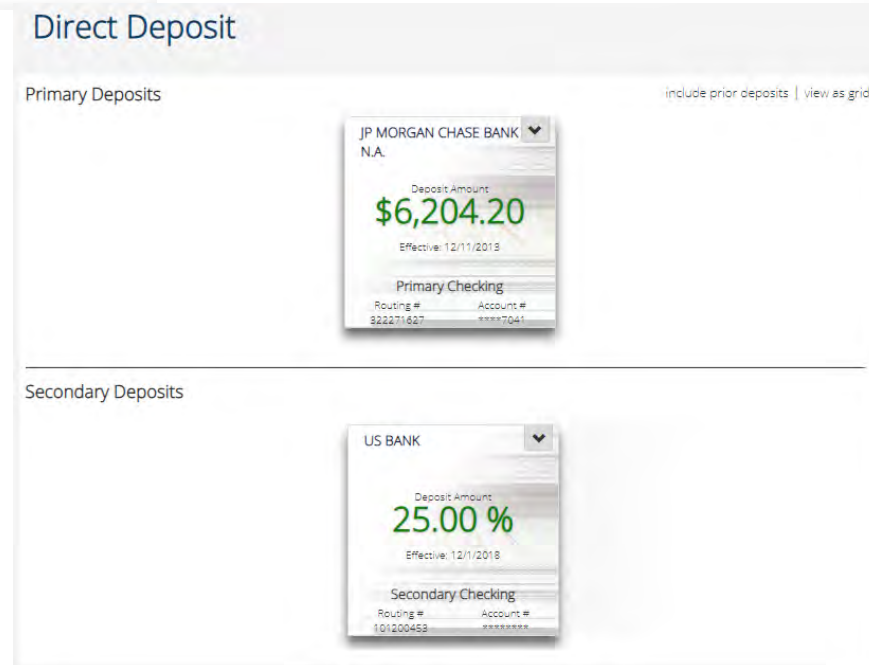 Direct Deposit
Primary Deposits
include prior deposits | view as grid
JP MORGAN CHASE BANK
N.A.
Deposit Amount
$6,204.20
Effective: 12/11/2013
Primary Checking
Routing # Account #
322271627 ****7041
Secondary Deposits
US BANK
Deposit Amount
25.00 %
Effective: 12/1/2018
Secondary Checking
Routing # Account #
101200453 ********